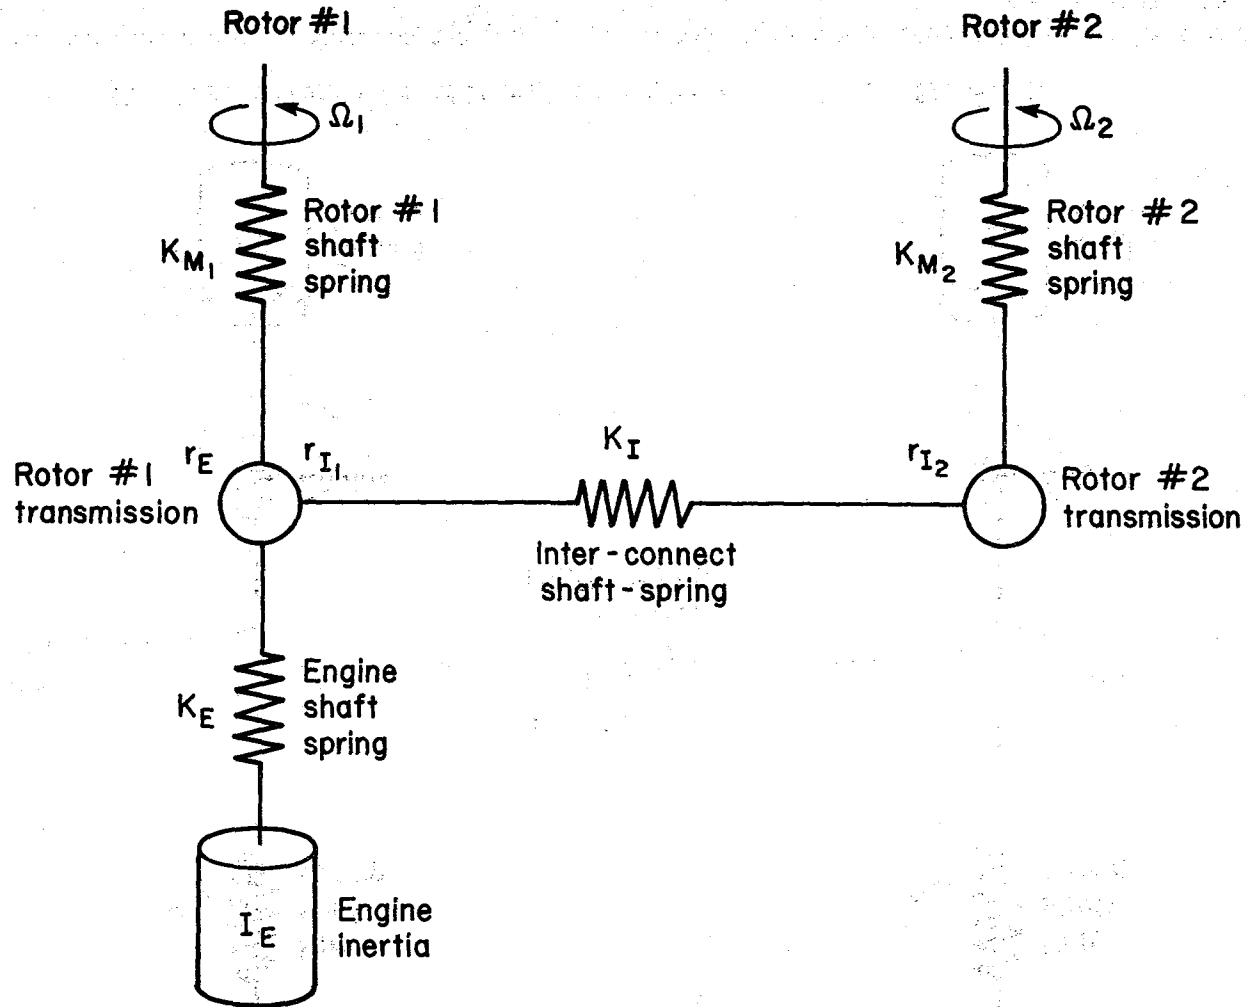 Rotor #1
Rotor #2
Ω1
Ω2
Rotor #1
shaft
spring
KM1
Rotor #2
shaft
spring
KM2
rE
rI1
KI
rI2
Rotor #1
transmission
Rotor #2
transmission
Inter-connect
shaft-spring
Engine
shaft
spring
KE
IE
Engine
inertia